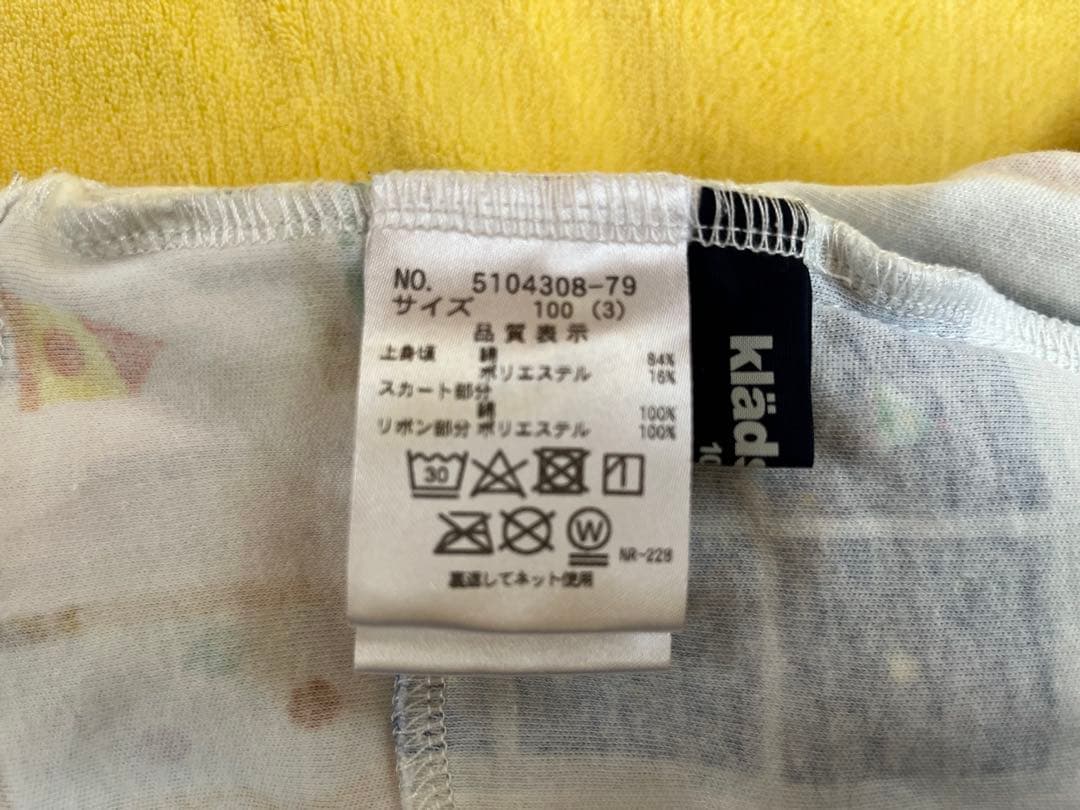 NO. 5104308-79
サイズ 100 (3)
品質表示
上身頃 綿 84%
ポリエステル 16%
スカート部分
綿 100%
リボン部分 ポリエステル 100%
30
W
NR-228
裏返してネット使用
kläds
10